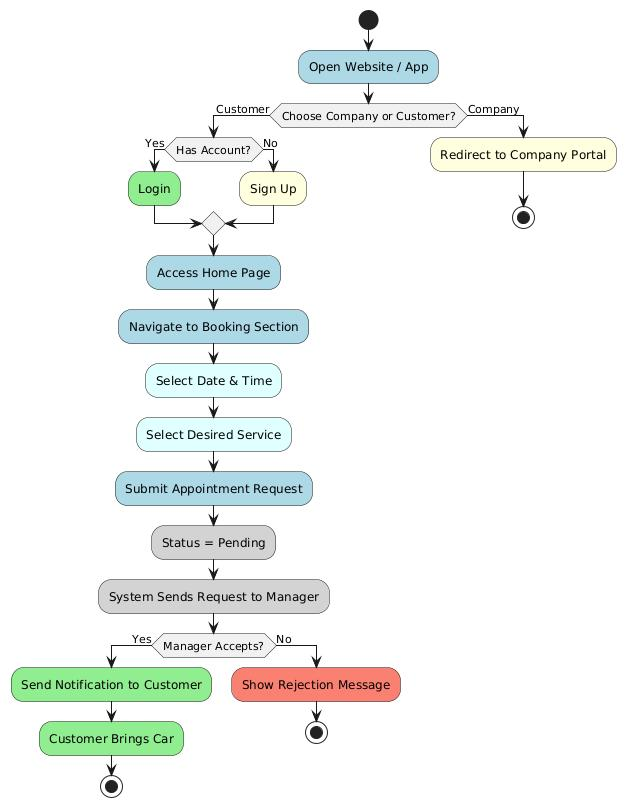 Open Website / App
Customer
Choose Company or Customer?
Company
Yes
Has Account?
No
Redirect to Company Portal
Login
Sign Up
Access Home Page
Navigate to Booking Section
Select Date & Time
Select Desired Service
Submit Appointment Request
Status = Pending
System Sends Request to Manager
Yes
Manager Accepts?
No
Send Notification to Customer
Show Rejection Message
Customer Brings Car